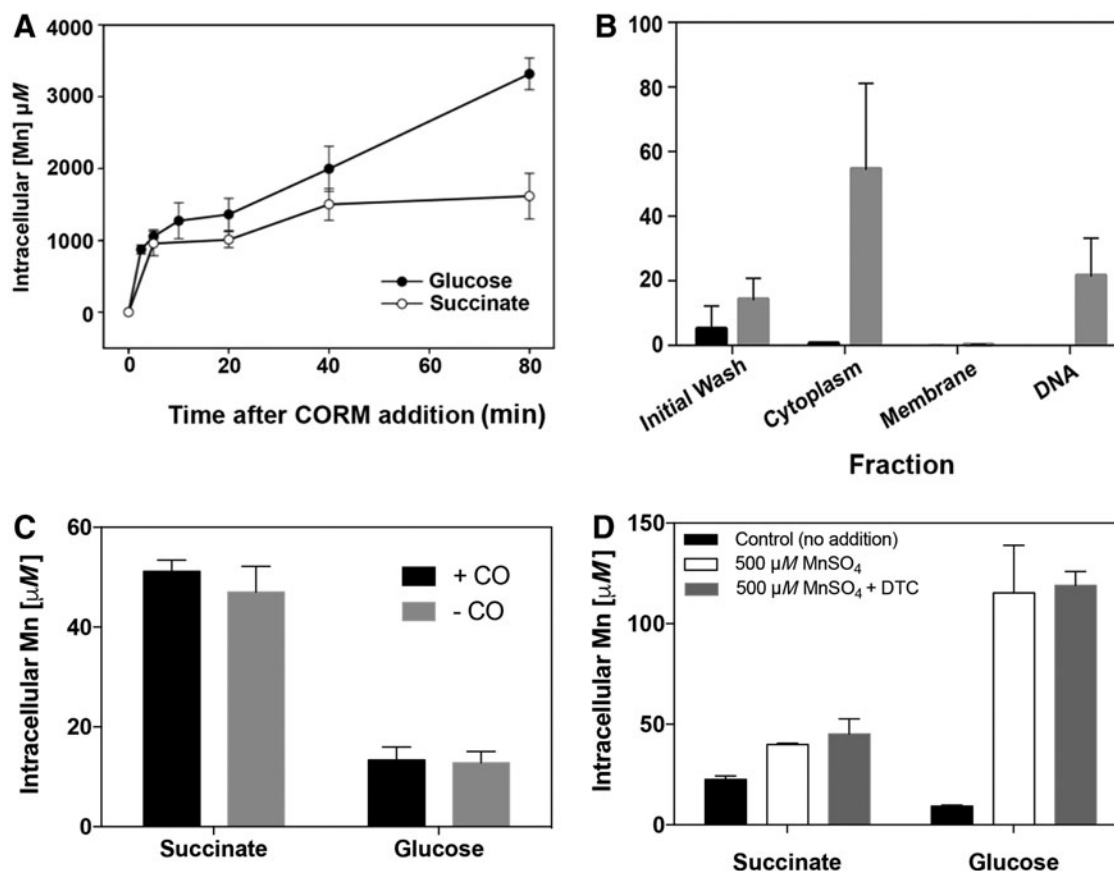 A
Intracellular [Mn] μM
4000
3000
2000
1000
0
0 20 40 60 80
Glucose
Succinate
Time after CORM addition (min)
B
100
80
60
40
20
0
Initial Wash
Cytoplasm
Membrane
DNA
Fraction
C
Intracellular Mn [μM]
60
40
20
0
+ CO
- CO
Succinate Glucose
D
Intracellular Mn [μM]
150
100
50
0
Control (no addition)
500 μM MnSO₄
500 μM MnSO₄ + DTC
Succinate Glucose